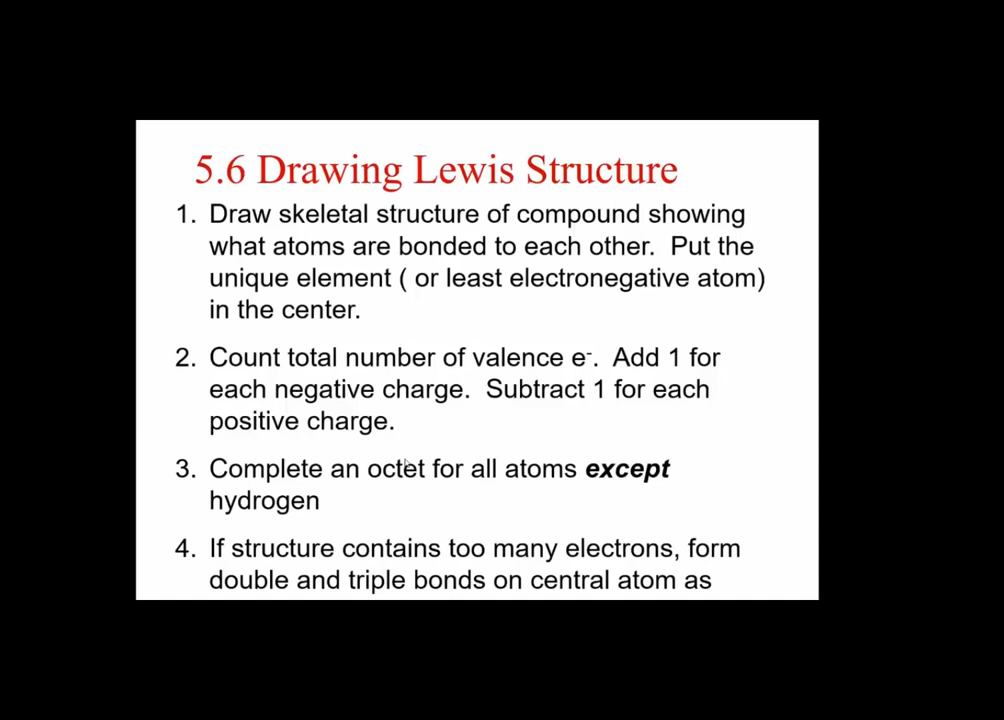 5.6 Drawing Lewis Structure
1. Draw skeletal structure of compound showing
what atoms are bonded to each other. Put the
unique element ( or least electronegative atom)
in the center.
2. Count total number of valence e⁻. Add 1 for
each negative charge. Subtract 1 for each
positive charge.
3. Complete an octet for all atoms except
hydrogen
4. If structure contains too many electrons, form
double and triple bonds on central atom as